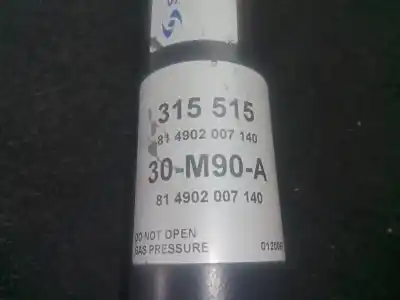 315 515
81 4902 007 140
30-M90-A
81 4902 007 140
DO NOT OPEN
GAS PRESSURE